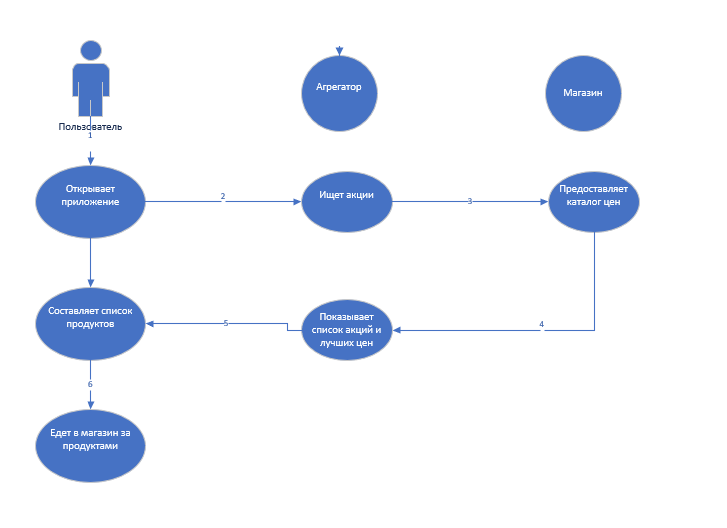 Агрегатор
Магазин
Пользователь
1
Открывает
приложение
2
Ищет акции
3
Предоставляет
каталог цен
Составляет список
продуктов
5
Показывает
список акций и
лучших цен
4
6
Едет в магазин за
продуктами